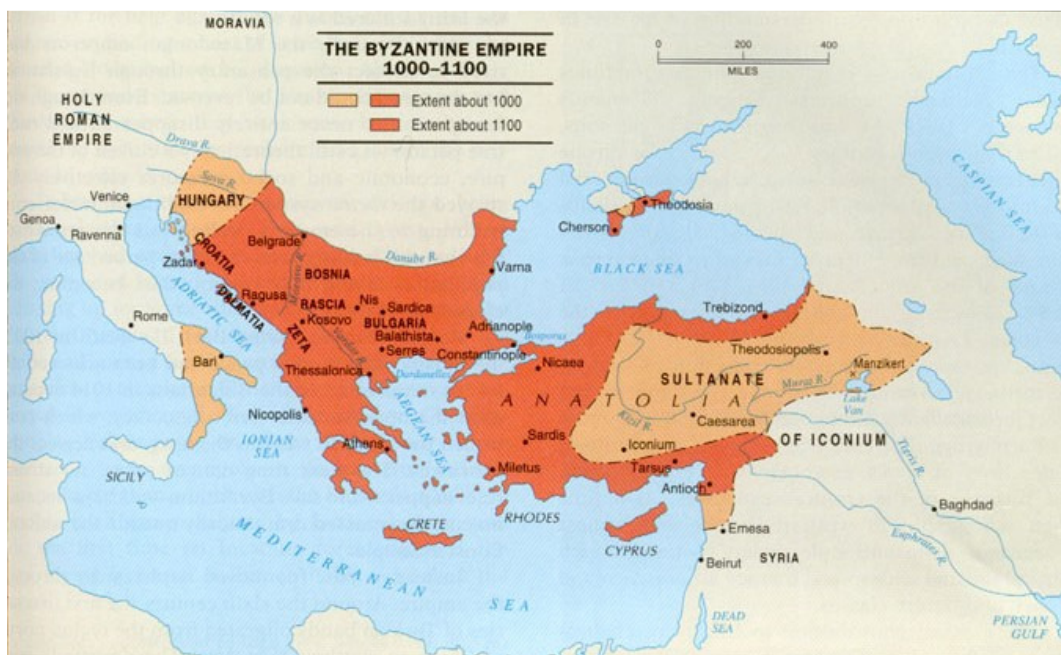 MORAVIA
THE BYZANTINE EMPIRE
1000–1100
Extent about 1000
Extent about 1100
0
400
MILES
HOLY
ROMAN
EMPIRE
Drava R.
Sava R.
HUNGARY
Venice
Genoa
Ravenna
Belgrade
CROATIA
Zadar
BOSNIA
Danube R.
Varna
Theodosia
Cherson
BLACK SEA
CASPIAN SEA
ADRIATIC SEA
DALMATIA
Ragusa
RASCIA
Nis
Sardica
Kosovo
ZETA
BULGARIA
Balathista
Adrianople
Bosporus
Trebizond
Rome
Bari
Serres
Constantinople
Nicaea
Theodosiopolis
Manzikert
Thessalonica
Dardanelles
SULTANATE
Murat R.
Lake
Van
ANATOLIA
Nicopolis
AEGEAN SEA
Kizil R.
Caesarea
IONIAN
SEA
Athens
Sardis
Iconium
OF ICONIUM
Miletus
Tarsus
SICILY
Antioch
RHODES
CRETE
CYPRUS
Emesa
Baghdad
Euphrates R.
Beirut
SYRIA
MEDITERRANEAN
SEA
DEAD
SEA
PERSIAN
GULF